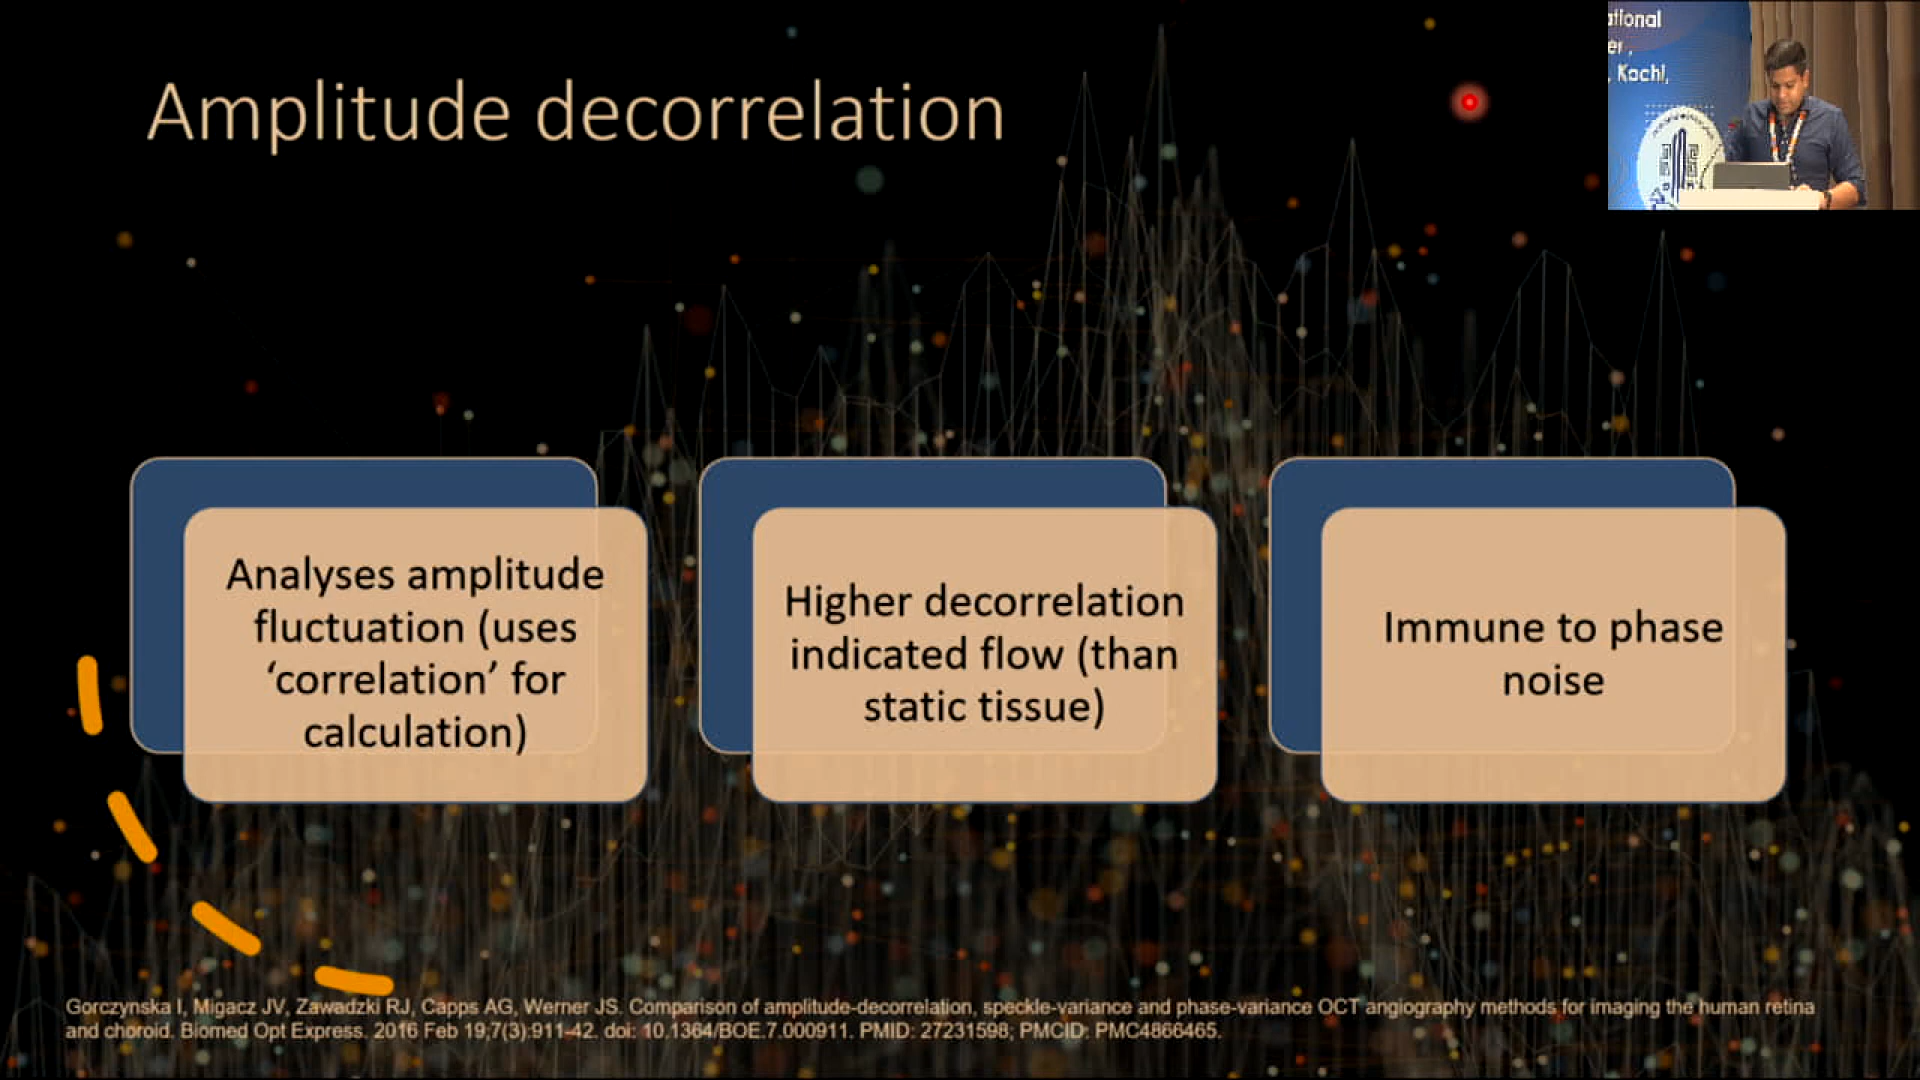 Amplitude decorrelation
ational
er ,
, Kochi,
Analyses amplitude
fluctuation (uses
‘correlation’ for
calculation)
Higher decorrelation
indicated flow (than
static tissue)
Immune to phase
noise
Gorczynska I, Migacz JV, Zawadzki RJ, Capps AG, Werner JS. Comparison of amplitude-decorrelation, speckle-variance and phase-variance OCT angiography methods for imaging the human retina
and choroid. Biomed Opt Express. 2016 Feb 19;7(3):911-42. doi: 10.1364/BOE.7.000911. PMID: 27231598; PMCID: PMC4866465.